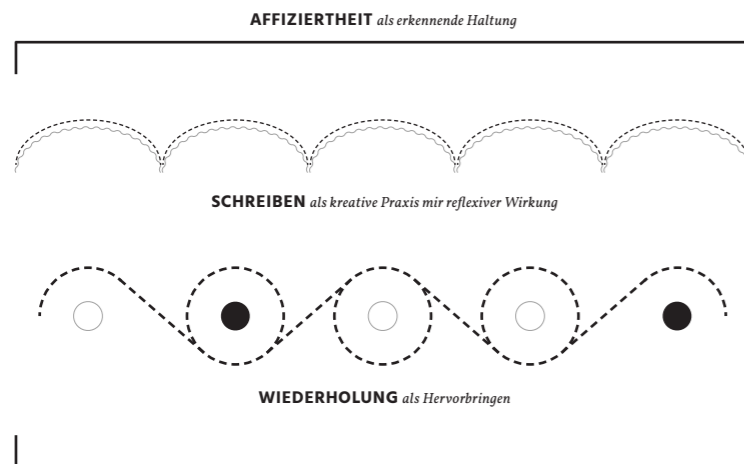 AFFIZIERTHEIT als erkennende Haltung
SCHREIBEN als kreative Praxis mir reflexiver Wirkung
WIEDERHOLUNG als Hervorbringen